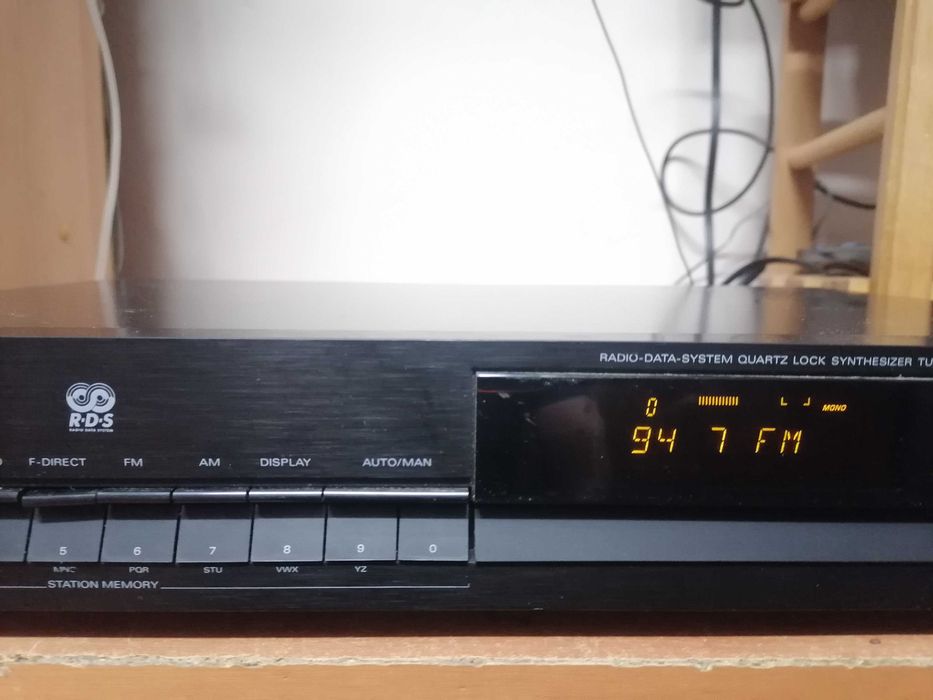 RADIO-DATA-SYSTEM QUARTZ LOCK SYNTHESIZER TU
0
MONO
94 7 FM
R·D·S
RADIO DATA SYSTEM
F-DIRECT FM AM DISPLAY AUTO/MAN
5 6 7 8 9 0
PQR STU VWX YZ
STATION MEMORY